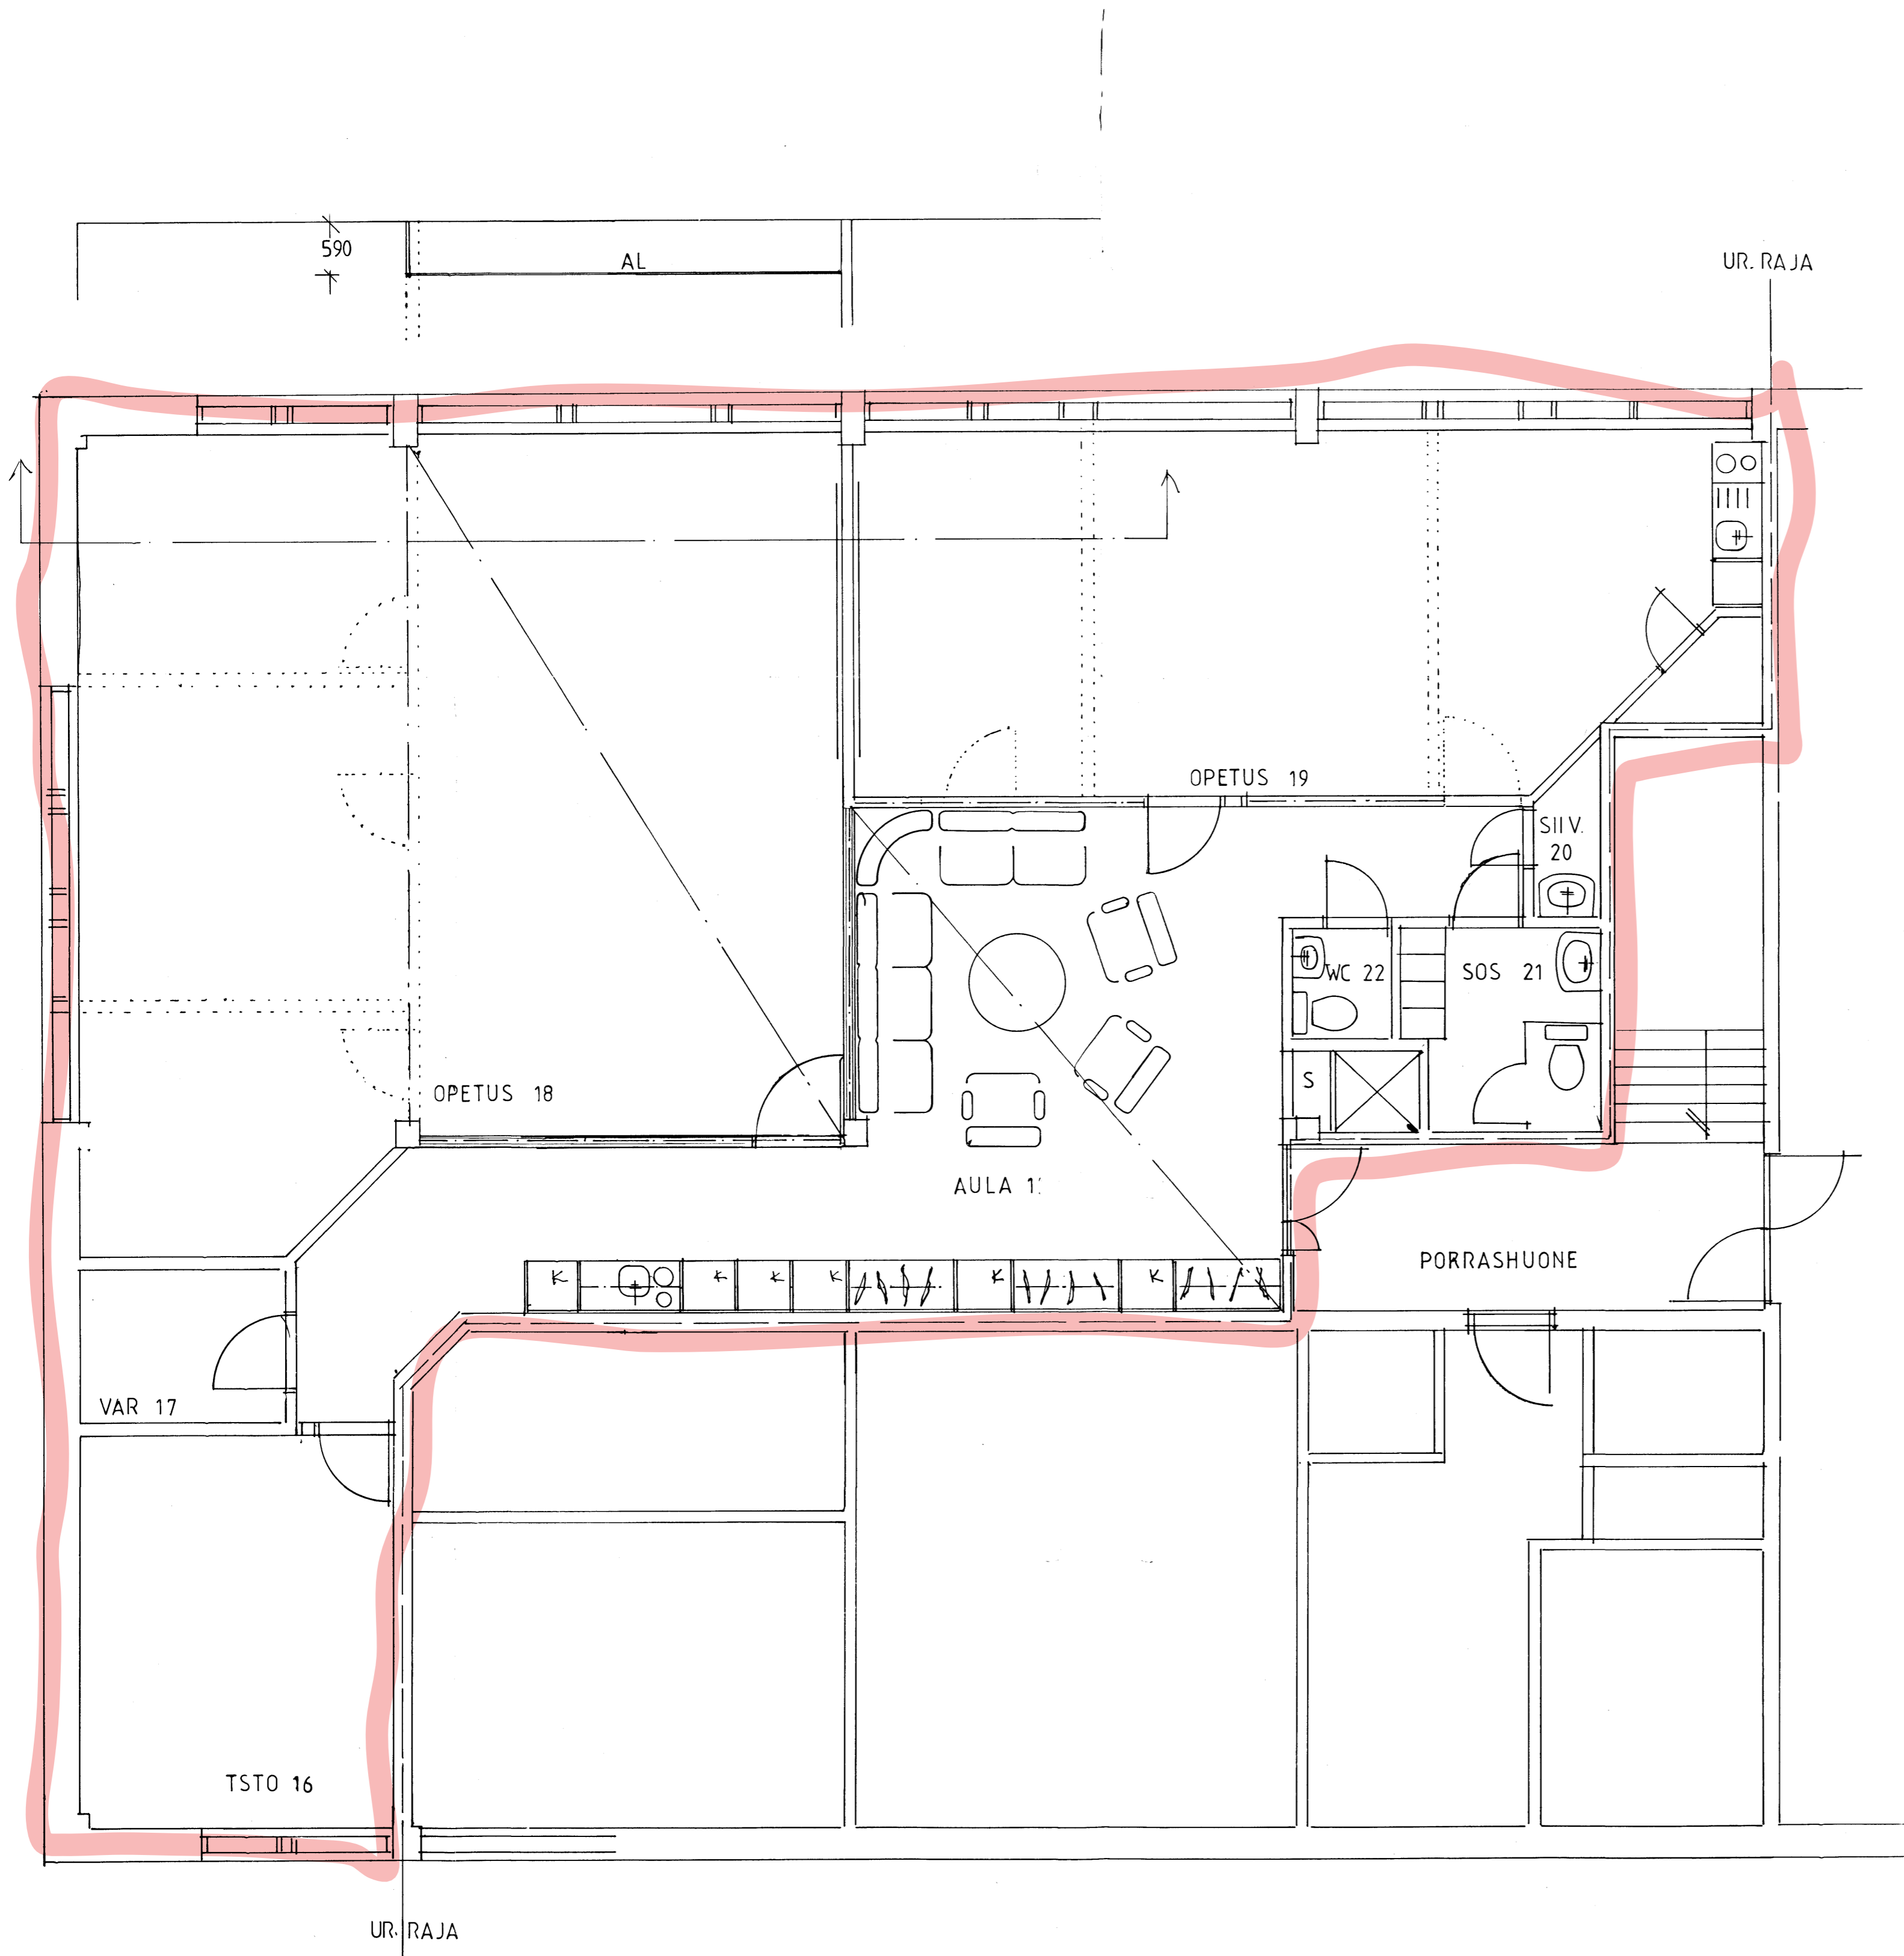 590
AL
UR. RAJA
OPETUS 19
SIIV.
20
WC 22
SOS 21
OPETUS 18
S
AULA
PORRASHUONE
K
K
K
K
K
K
VAR 17
TSTO 16
UR. RAJA